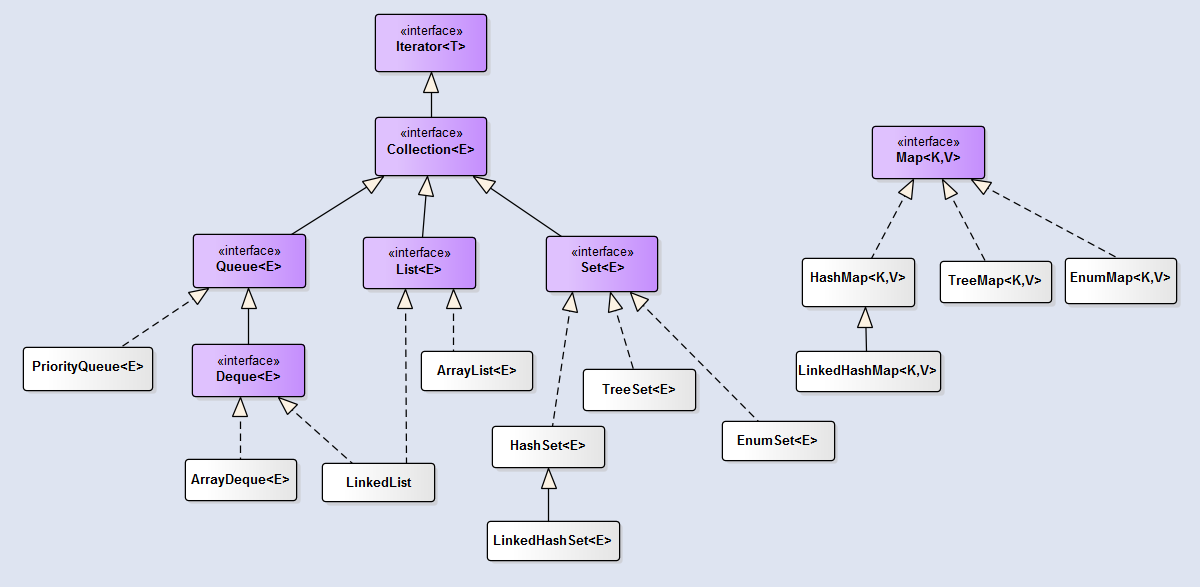 «interface»
Iterator<T>
«interface»
Collection<E>
«interface»
Map<K,V>
«interface»
Queue<E>
«interface»
List<E>
«interface»
Set<E>
HashMap<K,V>
TreeMap<K,V>
EnumMap<K,V>
PriorityQueue<E>
«interface»
Deque<E>
ArrayList<E>
TreeSet<E>
LinkedHashMap<K,V>
HashSet<E>
EnumSet<E>
ArrayDeque<E>
LinkedList
LinkedHashSet<E>